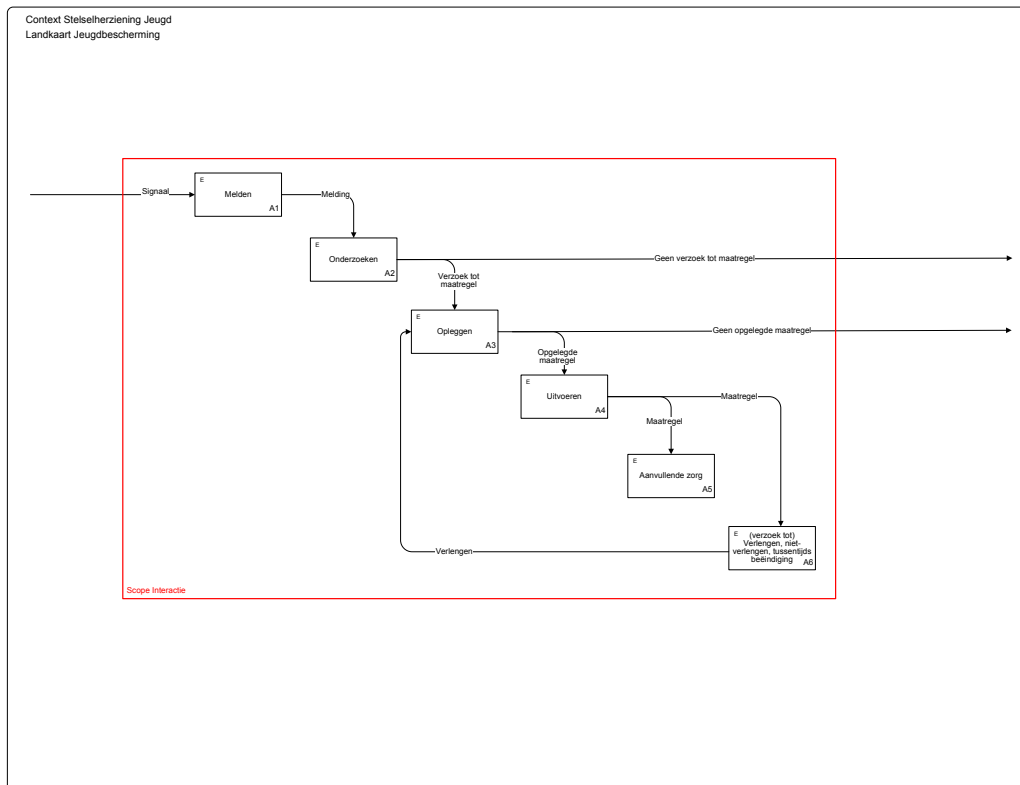 Context Stelselherziening Jeugd
Landkaart Jeugdbescherming
Signaal
E
Melden
A1
Melding
E
Onderzoeken
A2
Geen verzoek tot maatregel
Verzoek tot
maatregel
E
Opleggen
A3
Geen opgelegde maatregel
Opgelegde
maatregel
E
Uitvoeren
A4
Maatregel
Maatregel
E
Aanvullende zorg
A5
E
(verzoek tot)
Verlengen, niet-
verlengen, tussentijds
beëindiging
A6
Verlengen
Scope Interactie